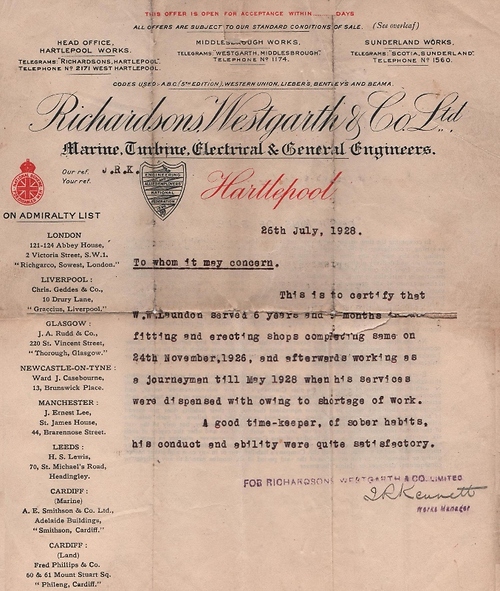 THIS OFFER IS OPEN FOR ACCEPTANCE WITHIN........DAYS
ALL OFFERS ARE SUBJECT TO OUR STANDARD CONDITIONS OF SALE. (See overleaf)
HEAD OFFICE,
HARTLEPOOL WORKS.
TELEGRAMS: "RICHARDSONS, HARTLEPOOL."
TELEPHONE Nº 2171 WEST HARTLEPOOL.
MIDDLESBROUGH WORKS,
TELEGRAMS: "WESTGARTH, MIDDLESBROUGH."
TELEPHONE Nº 1174.
SUNDERLAND WORKS.
TELEGRAMS: "SCOTIA, SUNDERLAND."
TELEPHONE Nº 1560.
CODES USED:- A.B.C. (5TH EDITION), WESTERN UNION, LIEBERS, BENTLEYS AND BEAMA.
Richardsons Westgarth & Co. Ltd.
Marine, Turbine, Electrical & General Engineers.
Our ref. J.R.K.
Your ref.
ENGINEERING
NATIONAL
FEDERATION
Hartlepool
ON ADMIRALTY LIST
26th July, 1928.
To whom it may concern.
This is to certify that
W.W.Laundon served 6 years and months in
fitting and erecting shops completing same on
24th November, 1926, and afterwards working as
a journeyman till May 1928 when his services
were dispensed with owing to shortage of work.
A good time-keeper, of sober habits,
his conduct and ability were quite satisfactory.
FOR RICHARDSONS WESTGARTH & CO. LIMITED
J R Kennett
Works Manager
LONDON
121-124 Abbey House,
2 Victoria Street, S.W.1.
"Richgarco, Sowest, London."
LIVERPOOL:
Chris. Geddes & Co.,
10 Drury Lane,
"Graccius, Liverpool."
GLASGOW:
J. A. Rudd & Co.,
220 St. Vincent Street,
"Thorough, Glasgow."
NEWCASTLE-ON-TYNE:
Ward J. Casebourne,
13, Brunswick Place.
MANCHESTER:
J. Ernest Lee,
St. James House,
44, Brazennose Street.
LEEDS:
H. S. Lewis,
70, St. Michael's Road,
Headingley.
CARDIFF:
(Marine)
A. E. Smithson & Co. Ltd.,
Adelaide Buildings,
"Smithson, Cardiff."
CARDIFF:
(Land)
Fred Phillips & Co.
60 & 61 Mount Stuart Sq.
"Phileng, Cardiff."